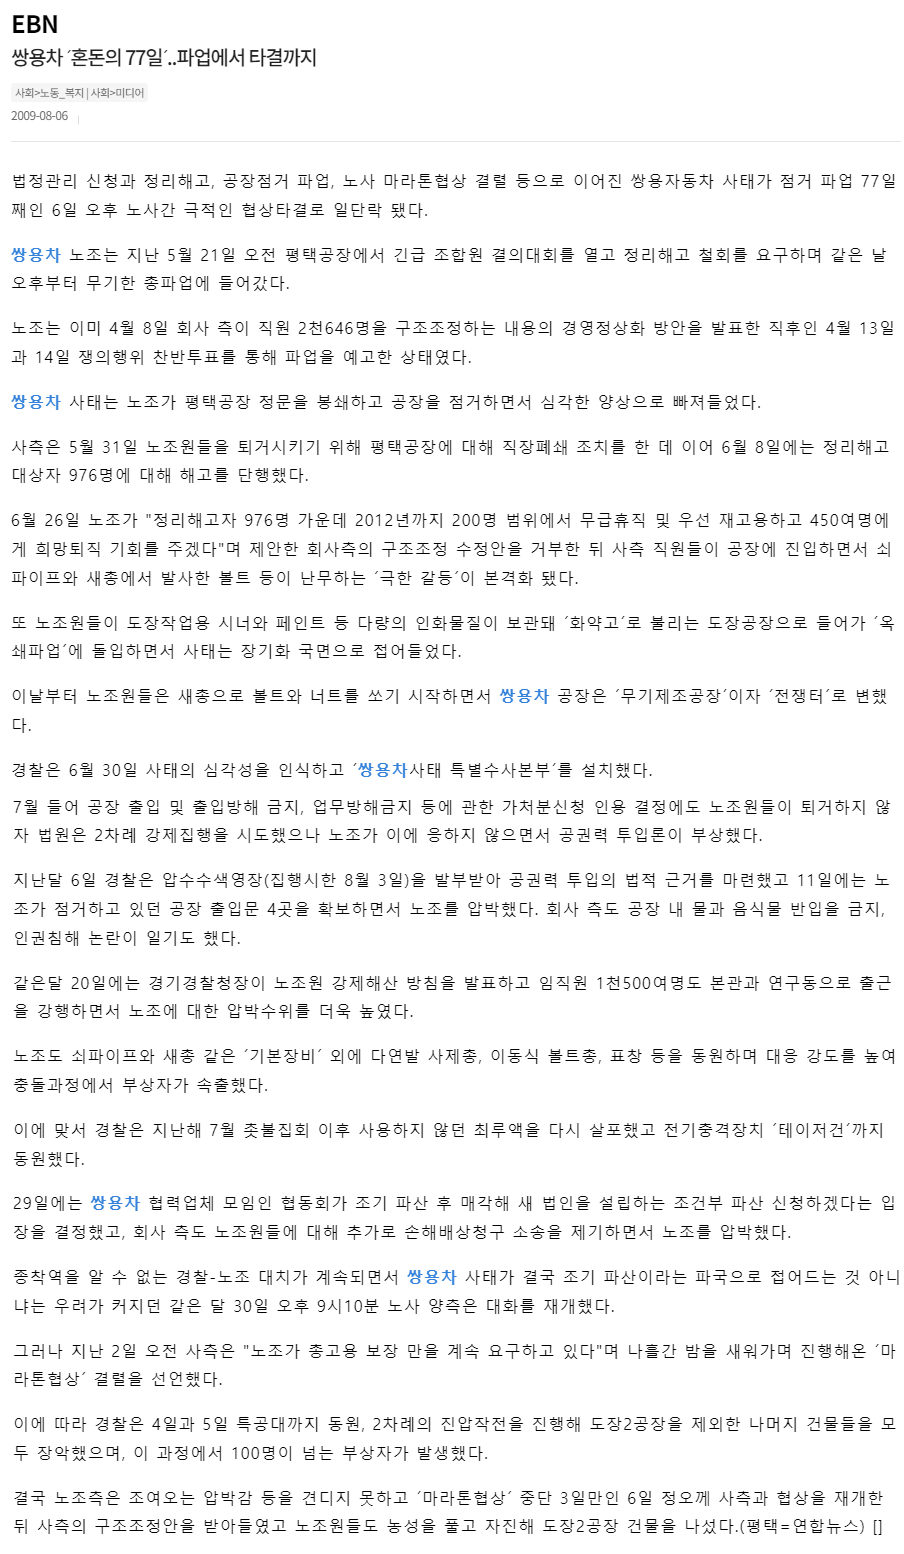 EBN
쌍용차 ´혼돈의 77일´..파업에서 타결까지
사회>노동_복지 | 사회>미디어
2009-08-06
법정관리 신청과 정리해고, 공장점거 파업, 노사 마라톤협상 결렬 등으로 이어진 쌍용자동차 사태가 점거 파업 77일
째인 6일 오후 노사간 극적인 협상타결로 일단락 됐다.
쌍용차 노조는 지난 5월 21일 오전 평택공장에서 긴급 조합원 결의대회를 열고 정리해고 철회를 요구하며 같은 날
오후부터 무기한 총파업에 들어갔다.
노조는 이미 4월 8일 회사 측이 직원 2천646명을 구조조정하는 내용의 경영정상화 방안을 발표한 직후인 4월 13일
과 14일 쟁의행위 찬반투표를 통해 파업을 예고한 상태였다.
쌍용차 사태는 노조가 평택공장 정문을 봉쇄하고 공장을 점거하면서 심각한 양상으로 빠져들었다.
사측은 5월 31일 노조원들을 퇴거시키기 위해 평택공장에 대해 직장폐쇄 조치를 한 데 이어 6월 8일에는 정리해고
대상자 976명에 대해 해고를 단행했다.
6월 26일 노조가 "정리해고자 976명 가운데 2012년까지 200명 범위에서 무급휴직 및 우선 재고용하고 450여명에
게 희망퇴직 기회를 주겠다"며 제안한 회사측의 구조조정 수정안을 거부한 뒤 사측 직원들이 공장에 진입하면서 쇠
파이프와 새총에서 발사한 볼트 등이 난무하는 ´극한 갈등´이 본격화 됐다.
또 노조원들이 도장작업용 시너와 페인트 등 다량의 인화물질이 보관돼 ´화약고´로 불리는 도장공장으로 들어가 ´옥
쇄파업´에 돌입하면서 사태는 장기화 국면으로 접어들었다.
이날부터 노조원들은 새총으로 볼트와 너트를 쏘기 시작하면서 쌍용차 공장은 ´무기제조공장´이자 ´전쟁터´로 변했
다.
경찰은 6월 30일 사태의 심각성을 인식하고 ´쌍용차사태 특별수사본부´를 설치했다.
7월 들어 공장 출입 및 출입방해 금지, 업무방해금지 등에 관한 가처분신청 인용 결정에도 노조원들이 퇴거하지 않
자 법원은 2차례 강제집행을 시도했으나 노조가 이에 응하지 않으면서 공권력 투입론이 부상했다.
지난달 6일 경찰은 압수수색영장(집행시한 8월 3일)을 발부받아 공권력 투입의 법적 근거를 마련했고 11일에는 노
조가 점거하고 있던 공장 출입문 4곳을 확보하면서 노조를 압박했다. 회사 측도 공장 내 물과 음식물 반입을 금지,
인권침해 논란이 일기도 했다.
같은달 20일에는 경기경찰청장이 노조원 강제해산 방침을 발표하고 임직원 1천500여명도 본관과 연구동으로 출근
을 강행하면서 노조에 대한 압박수위를 더욱 높였다.
노조도 쇠파이프와 새총 같은 ´기본장비´ 외에 다연발 사제총, 이동식 볼트총, 표창 등을 동원하며 대응 강도를 높여
충돌과정에서 부상자가 속출했다.
이에 맞서 경찰은 지난해 7월 촛불집회 이후 사용하지 않던 최루액을 다시 살포했고 전기충격장치 ´테이저건´까지
동원했다.
29일에는 쌍용차 협력업체 모임인 협동회가 조기 파산 후 매각해 새 법인을 설립하는 조건부 파산 신청하겠다는 입
장을 결정했고, 회사 측도 노조원들에 대해 추가로 손해배상청구 소송을 제기하면서 노조를 압박했다.
종착역을 알 수 없는 경찰-노조 대치가 계속되면서 쌍용차 사태가 결국 조기 파산이라는 파국으로 접어드는 것 아니
냐는 우려가 커지던 같은 달 30일 오후 9시10분 노사 양측은 대화를 재개했다.
그러나 지난 2일 오전 사측은 "노조가 총고용 보장 만을 계속 요구하고 있다"며 나흘간 밤을 새워가며 진행해온 ´마
라톤협상´ 결렬을 선언했다.
이에 따라 경찰은 4일과 5일 특공대까지 동원, 2차례의 진압작전을 진행해 도장2공장을 제외한 나머지 건물들을 모
두 장악했으며, 이 과정에서 100명이 넘는 부상자가 발생했다.
결국 노조측은 조여오는 압박감 등을 견디지 못하고 ´마라톤협상´ 중단 3일만인 6일 정오께 사측과 협상을 재개한
뒤 사측의 구조조정안을 받아들였고 노조원들도 농성을 풀고 자진해 도장2공장 건물을 나섰다.(평택=연합뉴스) []